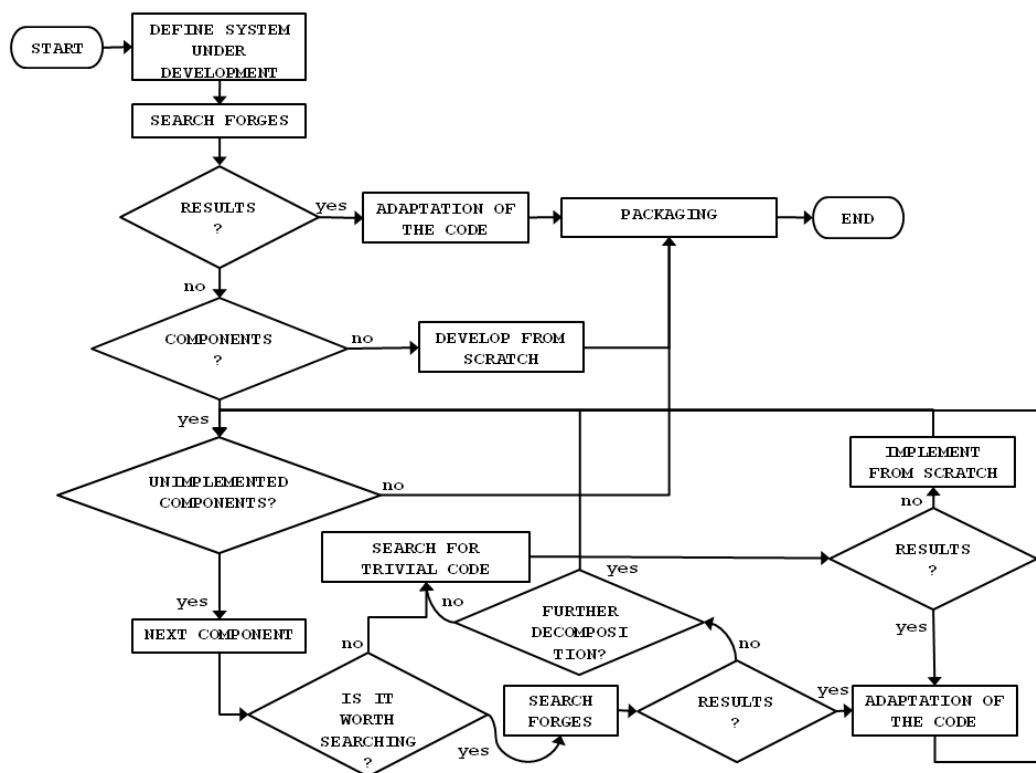 START
DEFINE SYSTEM
UNDER
DEVELOPMENT
SEARCH FORGES
RESULTS
?
yes
ADAPTATION OF
THE CODE
PACKAGING
END
no
COMPONENTS
?
no
DEVELOP FROM
SCRATCH
yes
UNIMPLEMENTED
COMPONENTS?
no
IMPLEMENT
FROM SCRATCH
no
SEARCH FOR
TRIVIAL CODE
RESULTS
?
yes
yes
NEXT COMPONENT
no
no
FURTHER
DECOMPOSI
TION?
yes
no
IS IT
WORTH
SEARCHING
?
yes
SEARCH
FORGES
RESULTS
?
yes
ADAPTATION OF
THE CODE